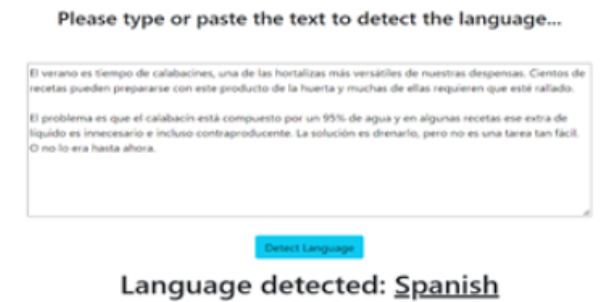 Please type or paste the text to detect the language...
El verano es tiempo de calabacines, una de las hortalizas más versátiles de nuestras despensas. Cientos de
recetas pueden prepararse con este producto de la huerta y muchas de ellas requieren que esté rallado.
El problema es que el calabacín está compuesto por un 95% de agua y en algunas recetas ese extra de
líquido es innecesario e incluso contraproducente. La solución es drenarlo, pero no es una tarea tan fácil.
O no lo era hasta ahora.
Detect Language
Language detected: Spanish